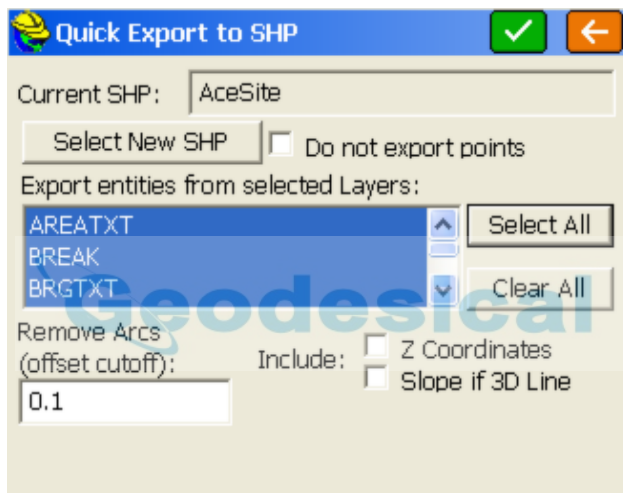 Quick Export to SHP
Current SHP: AceSite
Select New SHP Do not export points
Export entities from selected Layers:
AREATXT Select All
BREAK
BRGTXT Clear All
Geodesical
Remove Arcs
(offset cutoff): Include: Z Coordinates
0.1 Slope if 3D Line